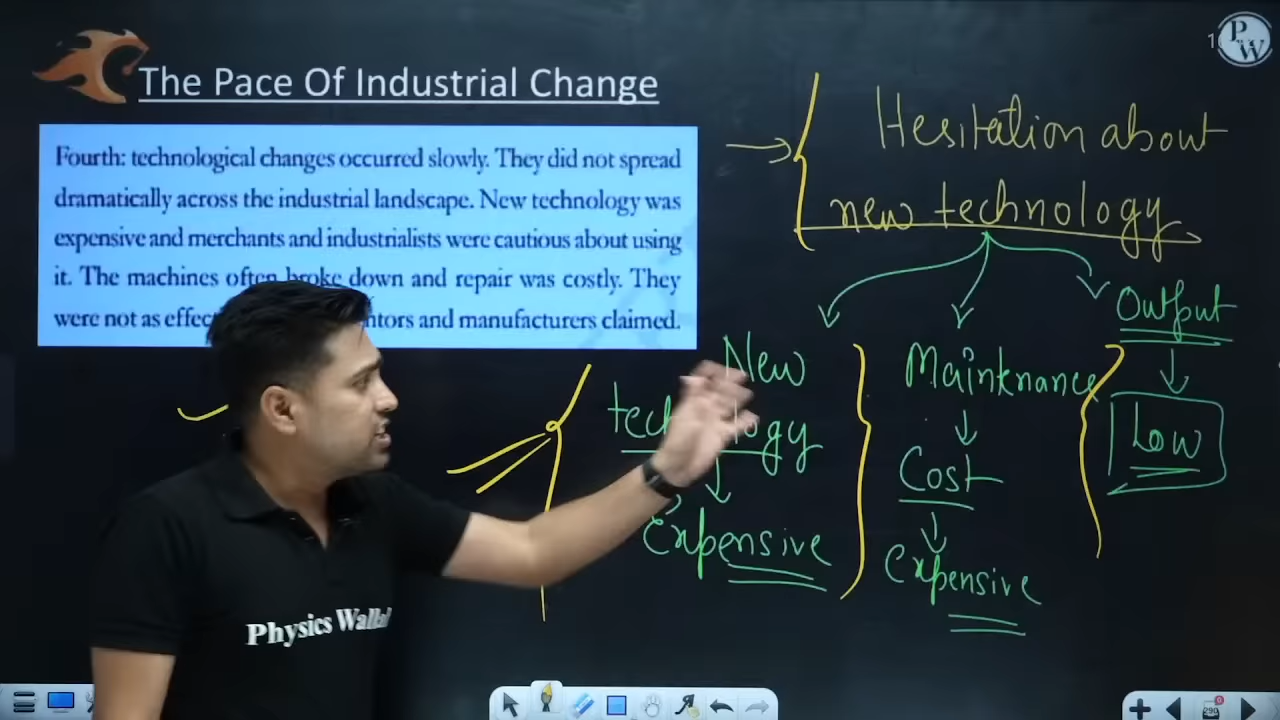 The Pace Of Industrial Change
Fourth: technological changes occurred slowly. They did not spread
dramatically across the industrial landscape. New technology was
expensive and merchants and industrialists were cautious about using
it. The machines often broke down and repair was costly. They
were not as and manufacturers claimed.
Hesitation about
new technology
New
technology
Expensive
Maintnance
Cost
Expensive
Output
Low
Physics Walla
PW
290